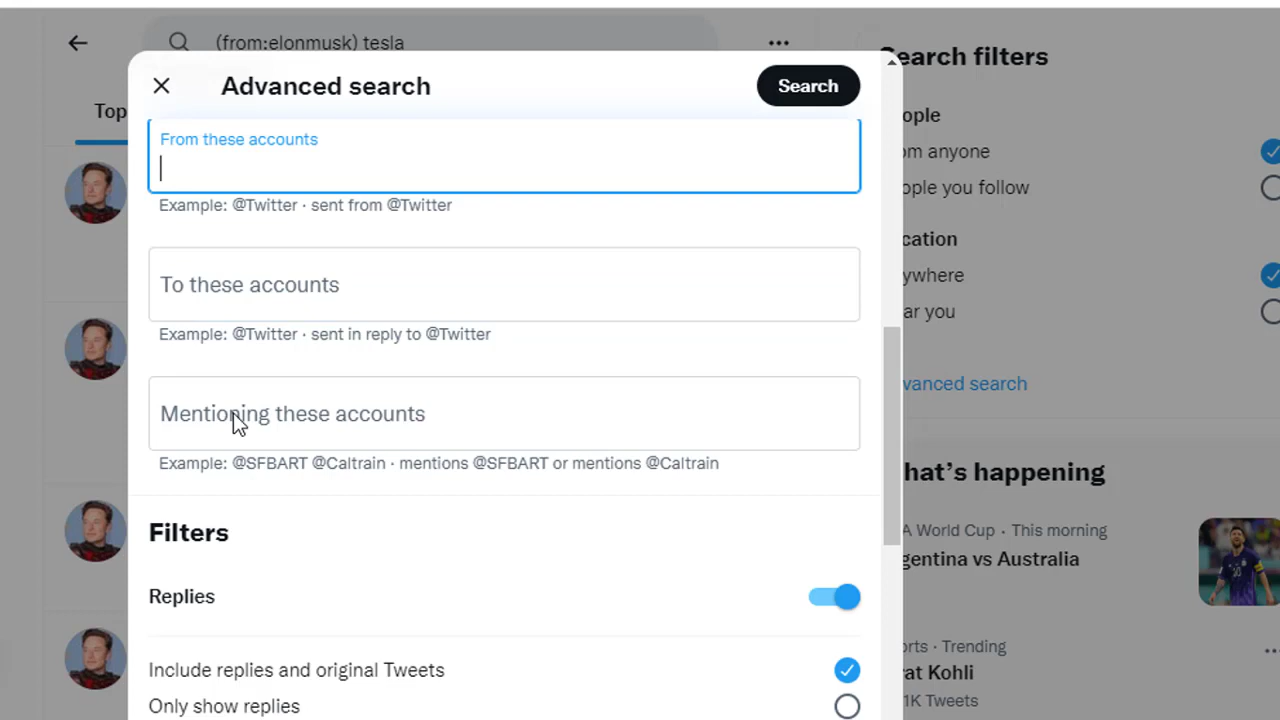 (from:elonmusk) tesla
Top
Advanced search
Search
From these accounts
Example: @Twitter · sent from @Twitter
To these accounts
Example: @Twitter · sent in reply to @Twitter
Mentioning these accounts
Example: @SFBART @Caltrain · mentions @SFBART or mentions @Caltrain
Filters
Replies
Include replies and original Tweets
Only show replies
Search filters
ople
om anyone
ople you follow
cation
ywhere
ar you
vanced search
hat's happening
A World Cup · This morning
gentina vs Australia
orts · Trending
rat Kohli
1K Tweets